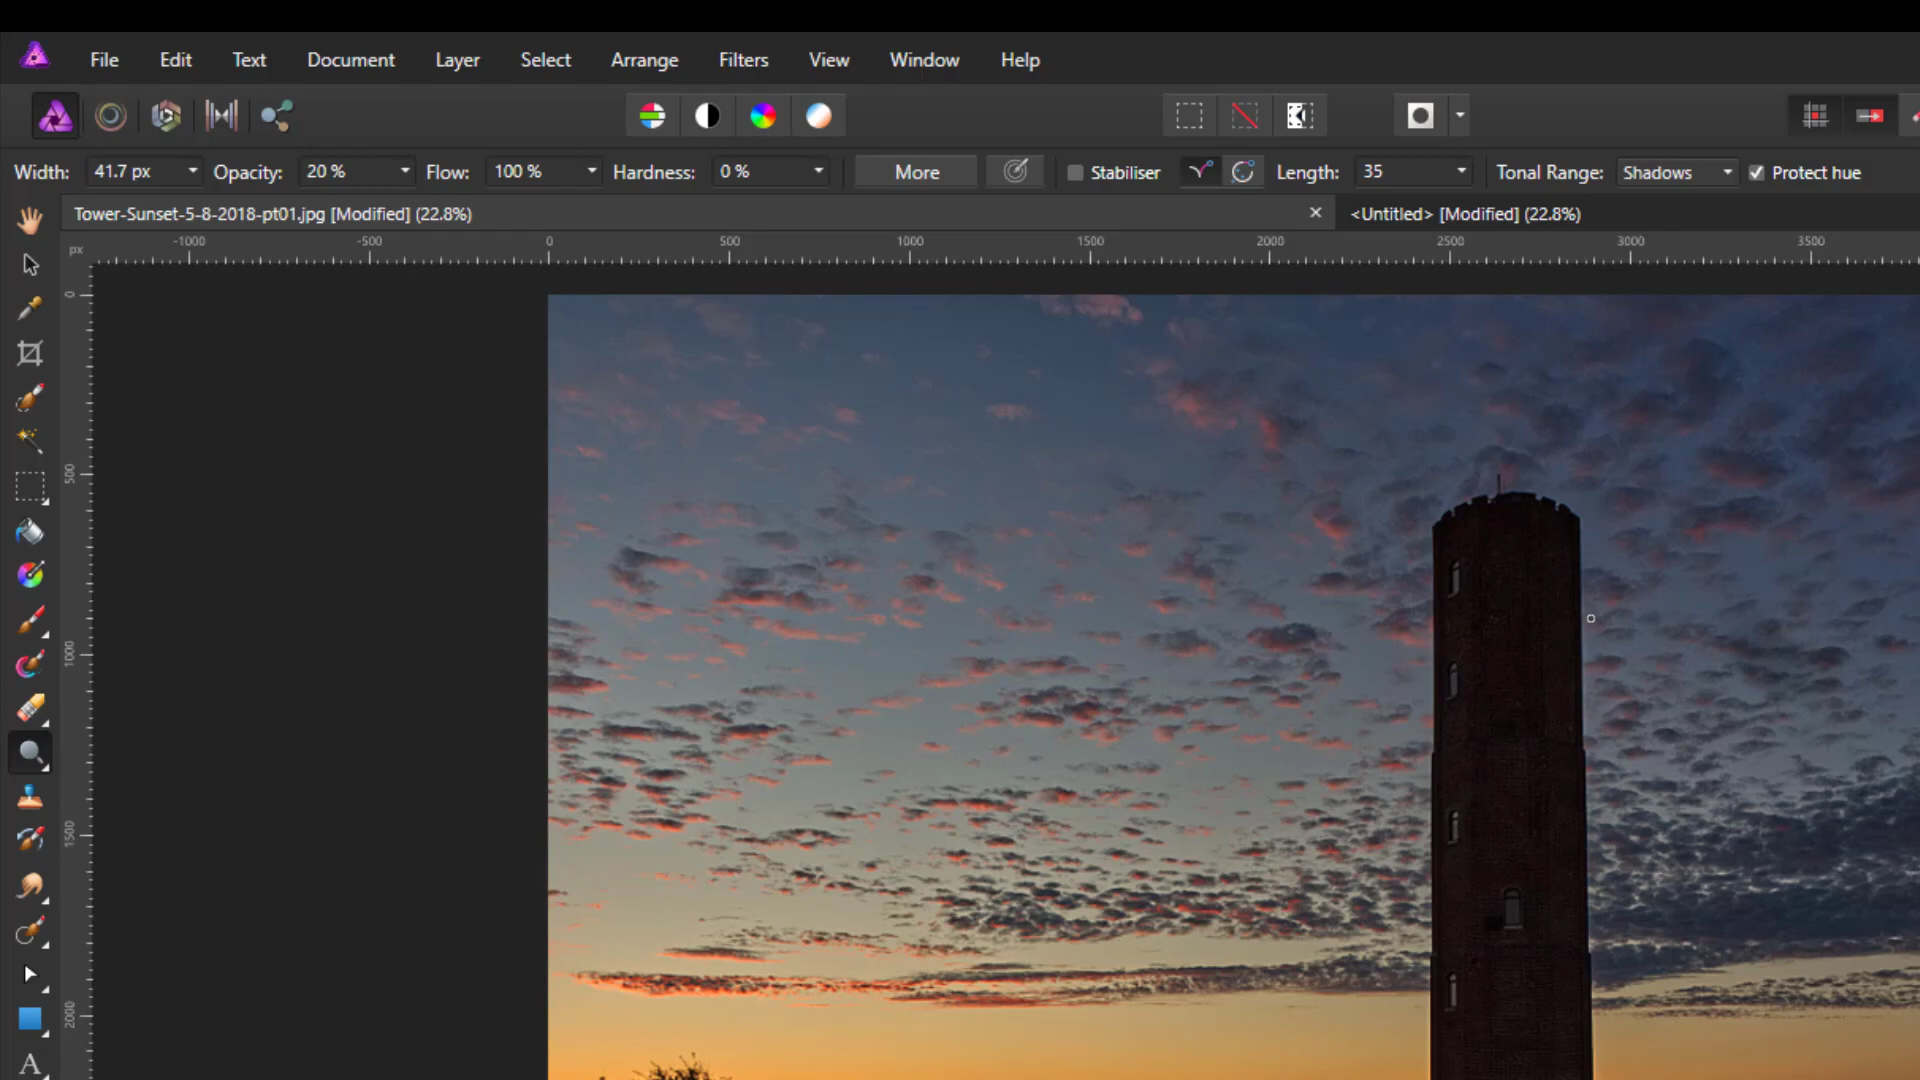 File Edit Text Document Layer Select Arrange Filters View Window Help
Width: 41.7 px Opacity: 20 % Flow: 100 % Hardness: 0 % More Stabiliser Length: 35 Tonal Range: Shadows Protect hue
Tower-Sunset-5-8-2018-pt01.jpg [Modified] (22.8%) × <Untitled> [Modified] (22.8%)
px -1000 -500 0 500 1000 1500 2000 2500 3000 3500
0
500
1000
1500
2000
A